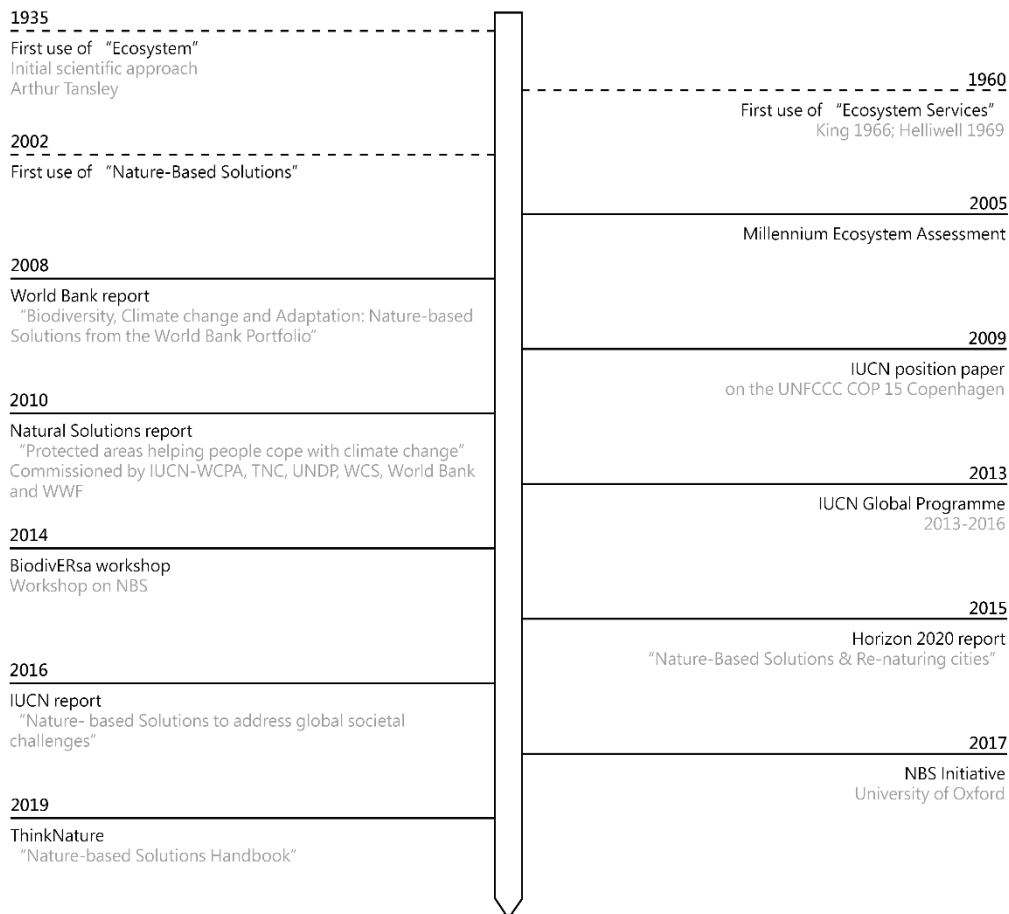 1935
First use of “Ecosystem”
Initial scientific approach
Arthur Tansley
1960
First use of “Ecosystem Services”
King 1966; Helliwell 1969
2002
First use of “Nature-Based Solutions”
2005
Millennium Ecosystem Assessment
2008
World Bank report
“Biodiversity, Climate change and Adaptation: Nature-based
Solutions from the World Bank Portfolio“
2009
IUCN position paper
on the UNFCCC COP 15 Copenhagen
2010
Natural Solutions report
“Protected areas helping people cope with climate change”
Commissioned by IUCN-WCPA, TNC, UNDP, WCS, World Bank
and WWF
2013
IUCN Global Programme
2013-2016
2014
BiodivERsa workshop
Workshop on NBS
2015
Horizon 2020 report
“Nature-Based Solutions & Re-naturing cities”
2016
IUCN report
“Nature- based Solutions to address global societal
challenges”
2017
NBS Initiative
University of Oxford
2019
ThinkNature
“Nature-based Solutions Handbook“